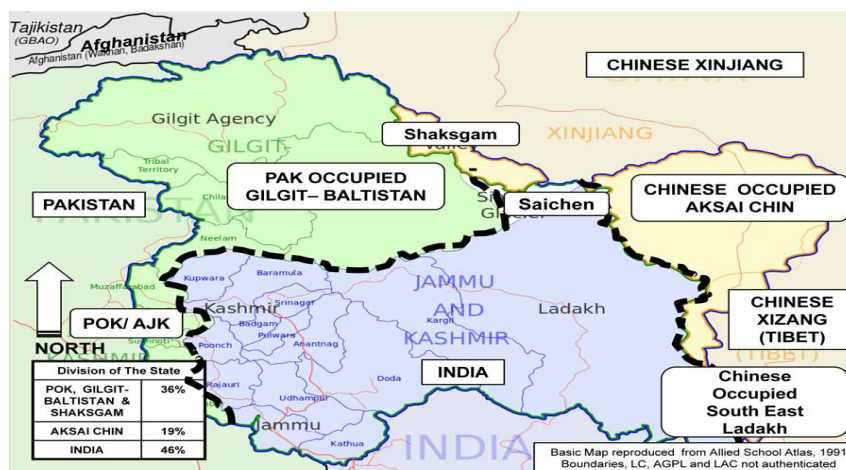 Tajikistan
(GBAO)
Afghanistan
Afghanistan (Wakhan, Badakshan)
CHINESE XINJIANG
Gilgit Agency
GILGIT
Shaksgam
XINJIANG
Tribal
Territory
PAK OCCUPIED
GILGIT– BALTISTAN
CHINESE OCCUPIED
AKSAI CHIN
Saichen
PAKISTAN
Neelam
Kupwara
Baramula
JAMMU
AND
KASHMIR
Muzaffarabad
Kashmir
Srinagar
Ladakh
CHINESE
XIZANG
(TIBET)
POK/ AJK
Badgam
Kargil
Pulwara
Poanch
Anantnag
NORTH
Division of The State
POK, GILGIT-
BALTISTAN &
SHAKSGAM
36%
AKSAI CHIN
19%
INDIA
46%
Rajauri
Doda
INDIA
Udhampur
Chinese
Occupied
South East
Ladakh
Jammu
Kathua
INDIA
Basic Map reproduced from Allied School Atlas, 1991
Boundaries, LC, AGPL and LAC not authenticated